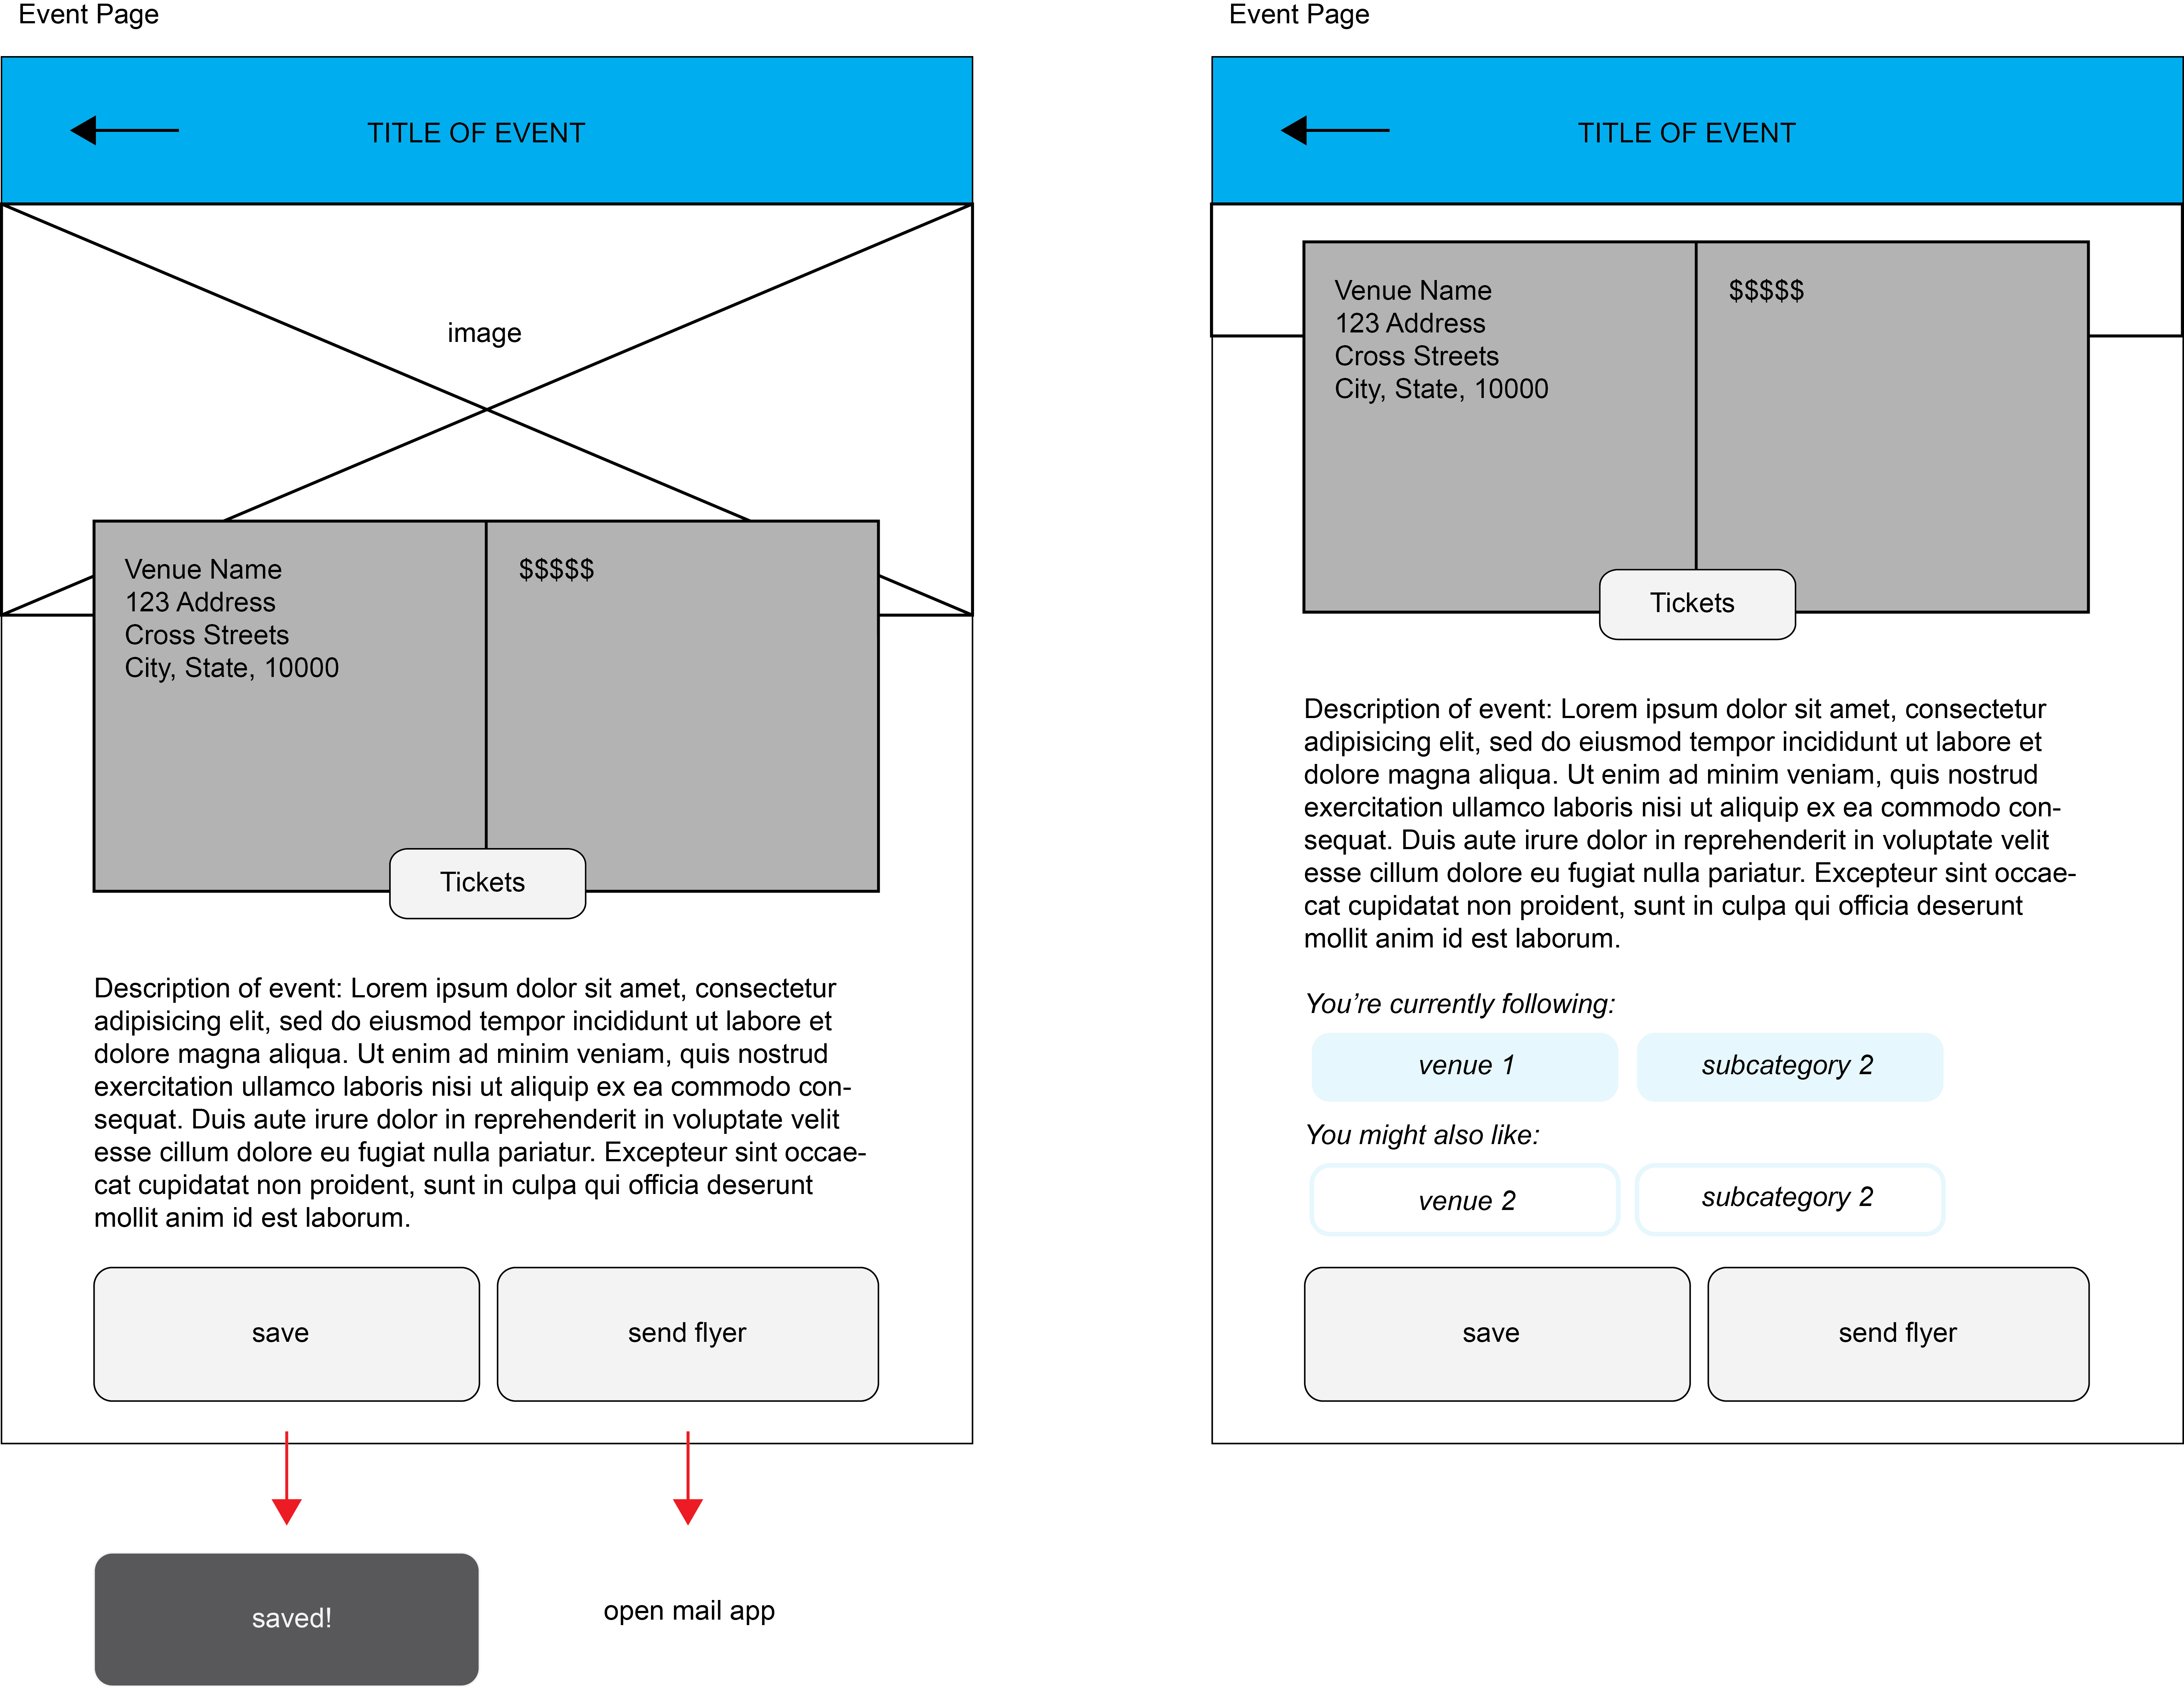 Event Page
TITLE OF EVENT
image
Venue Name
123 Address
Cross Streets
City, State, 10000
$$$$$
Tickets
Description of event: Lorem ipsum dolor sit amet, consectetur
adipisicing elit, sed do eiusmod tempor incididunt ut labore et
dolore magna aliqua. Ut enim ad minim veniam, quis nostrud
exercitation ullamco laboris nisi ut aliquip ex ea commodo con-
sequat. Duis aute irure dolor in reprehenderit in voluptate velit
esse cillum dolore eu fugiat nulla pariatur. Excepteur sint occae-
cat cupidatat non proident, sunt in culpa qui officia deserunt
mollit anim id est laborum.
save
send flyer
saved!
open mail app
Event Page
TITLE OF EVENT
Venue Name
123 Address
Cross Streets
City, State, 10000
$$$$$
Tickets
Description of event: Lorem ipsum dolor sit amet, consectetur
adipisicing elit, sed do eiusmod tempor incididunt ut labore et
dolore magna aliqua. Ut enim ad minim veniam, quis nostrud
exercitation ullamco laboris nisi ut aliquip ex ea commodo con-
sequat. Duis aute irure dolor in reprehenderit in voluptate velit
esse cillum dolore eu fugiat nulla pariatur. Excepteur sint occae-
cat cupidatat non proident, sunt in culpa qui officia deserunt
mollit anim id est laborum.
You’re currently following:
venue 1
subcategory 2
You might also like:
venue 2
subcategory 2
save
send flyer